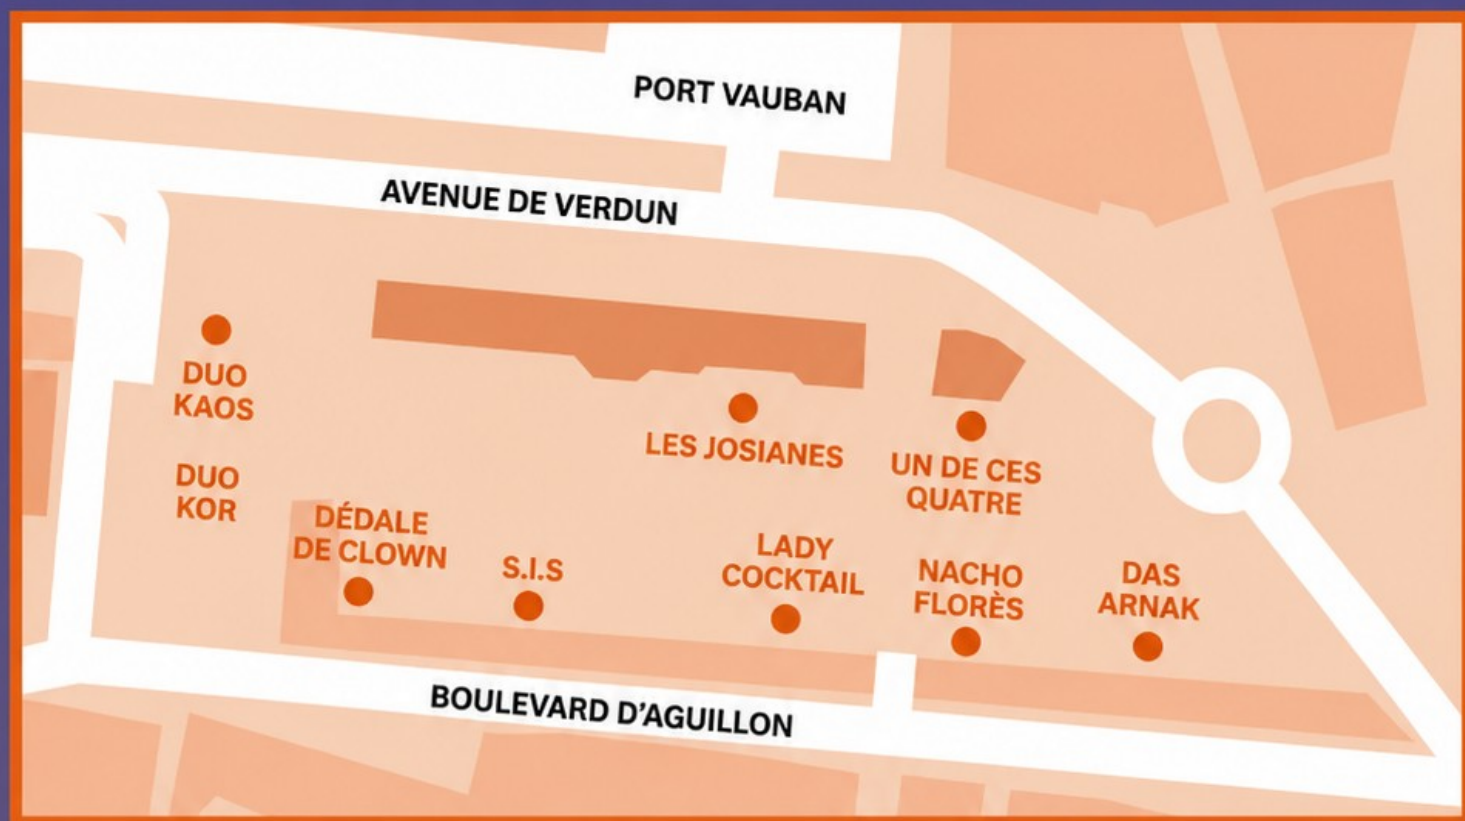 PORT VAUBAN
AVENUE DE VERDUN
DUO
KAOS
DUO
KOR
LES JOSIANES
UN DE CES
QUATRE
DÉDALE
DE CLOWN
S.I.S
LADY
COCKTAIL
NACHO
FLORÈS
DAS
ARNAK
BOULEVARD D’AGUILLON